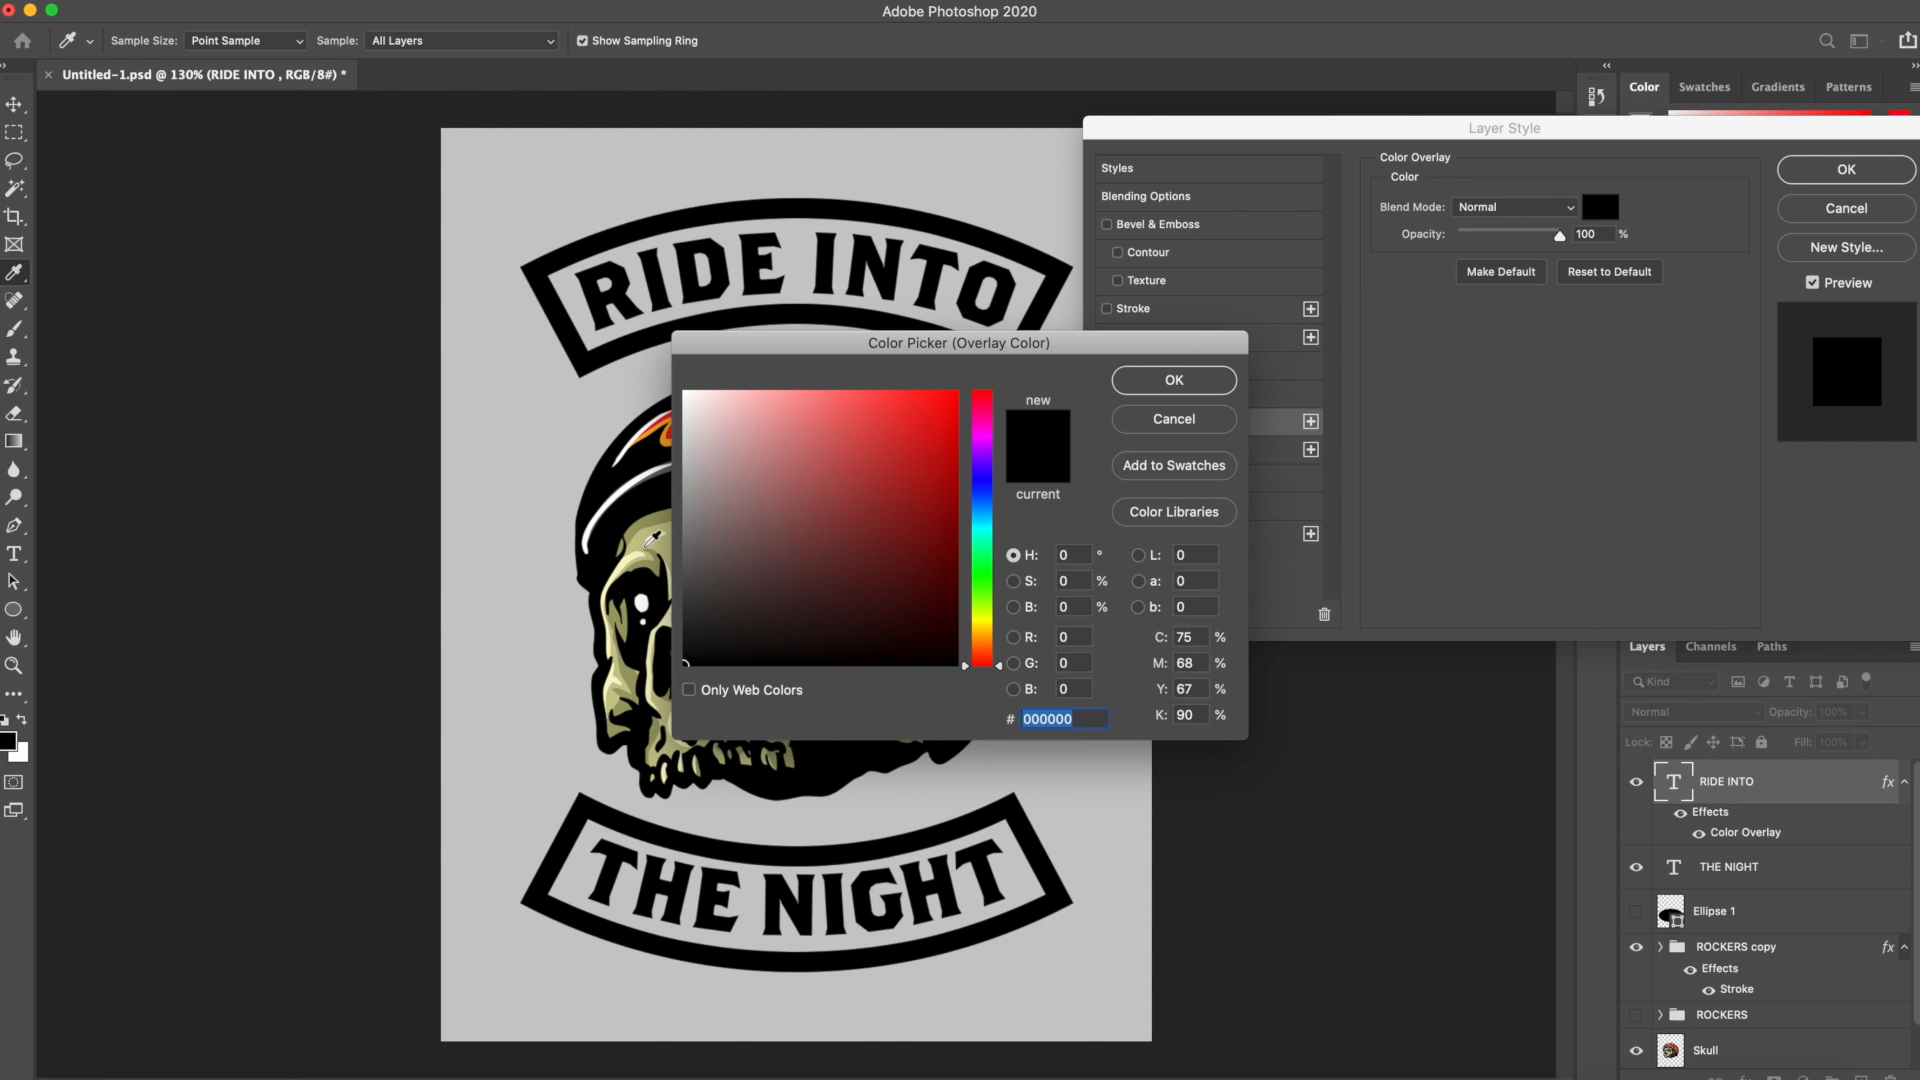 Adobe Photoshop 2020
Sample Size: Point Sample Sample: All Layers Show Sampling Ring
Untitled-1.psd @ 130% (RIDE INTO , RGB/8#) *
Color Swatches Gradients Patterns
Layer Style
Styles
Blending Options
Bevel & Emboss
Contour
Texture
Stroke
Color Overlay
Color
Blend Mode: Normal
Opacity: 100 %
Make Default Reset to Default
OK
Cancel
New Style...
Preview
RIDE INTO
Color Picker (Overlay Color)
new
current
OK
Cancel
Add to Swatches
Color Libraries
H: 0 ° L: 0
S: 0 % a: 0
B: 0 % b: 0
R: 0 C: 75 %
G: 0 M: 68 %
B: 0 Y: 67 %
# 000000 K: 90 %
Only Web Colors
THE NIGHT
Layers Channels Paths
Kind
Normal Opacity: 100%
Lock: Fill: 100%
T RIDE INTO fx
Effects
Color Overlay
T THE NIGHT
Ellipse 1
ROCKERS copy fx
Effects
Stroke
ROCKERS
Skull